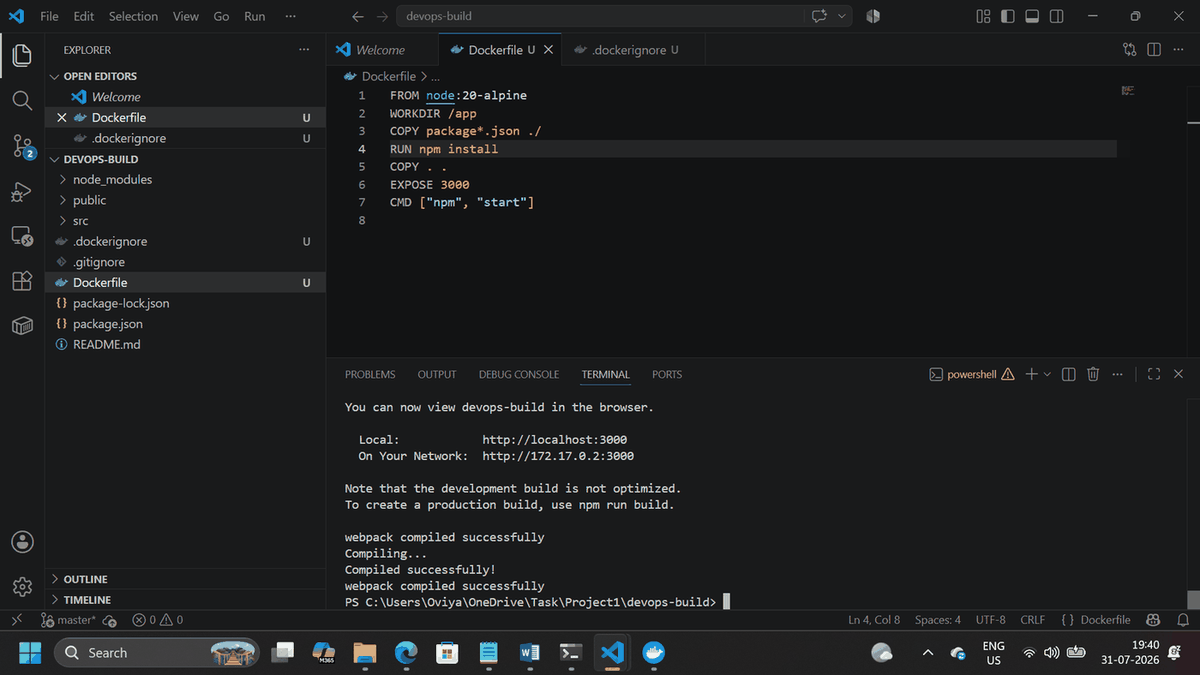 File Edit Selection View Go Run ···
devops-build
EXPLORER ···
OPEN EDITORS
Welcome
Dockerfile U
.dockerignore U
2
DEVOPS-BUILD
node_modules
public
src
.dockerignore U
.gitignore
Dockerfile U
package-lock.json
package.json
README.md
OUTLINE
TIMELINE
Welcome Dockerfile U .dockerignore U
Dockerfile > ...
1 FROM node:20-alpine
2 WORKDIR /app
3 COPY package*.json ./
4 RUN npm install
5 COPY . .
6 EXPOSE 3000
7 CMD ["npm", "start"]
8
PROBLEMS OUTPUT DEBUG CONSOLE TERMINAL PORTS
powershell
You can now view devops-build in the browser.
Local: http://localhost:3000
On Your Network: http://172.17.0.2:3000
Note that the development build is not optimized.
To create a production build, use npm run build.
webpack compiled successfully
Compiling...
Compiled successfully!
webpack compiled successfully
PS C:\Users\Oviya\OneDrive\Task\Project1\devops-build>
master* 0 0 Ln 4, Col 8 Spaces: 4 UTF-8 CRLF { } Dockerfile
Search M365 ENG 19:40
US 31-07-2026